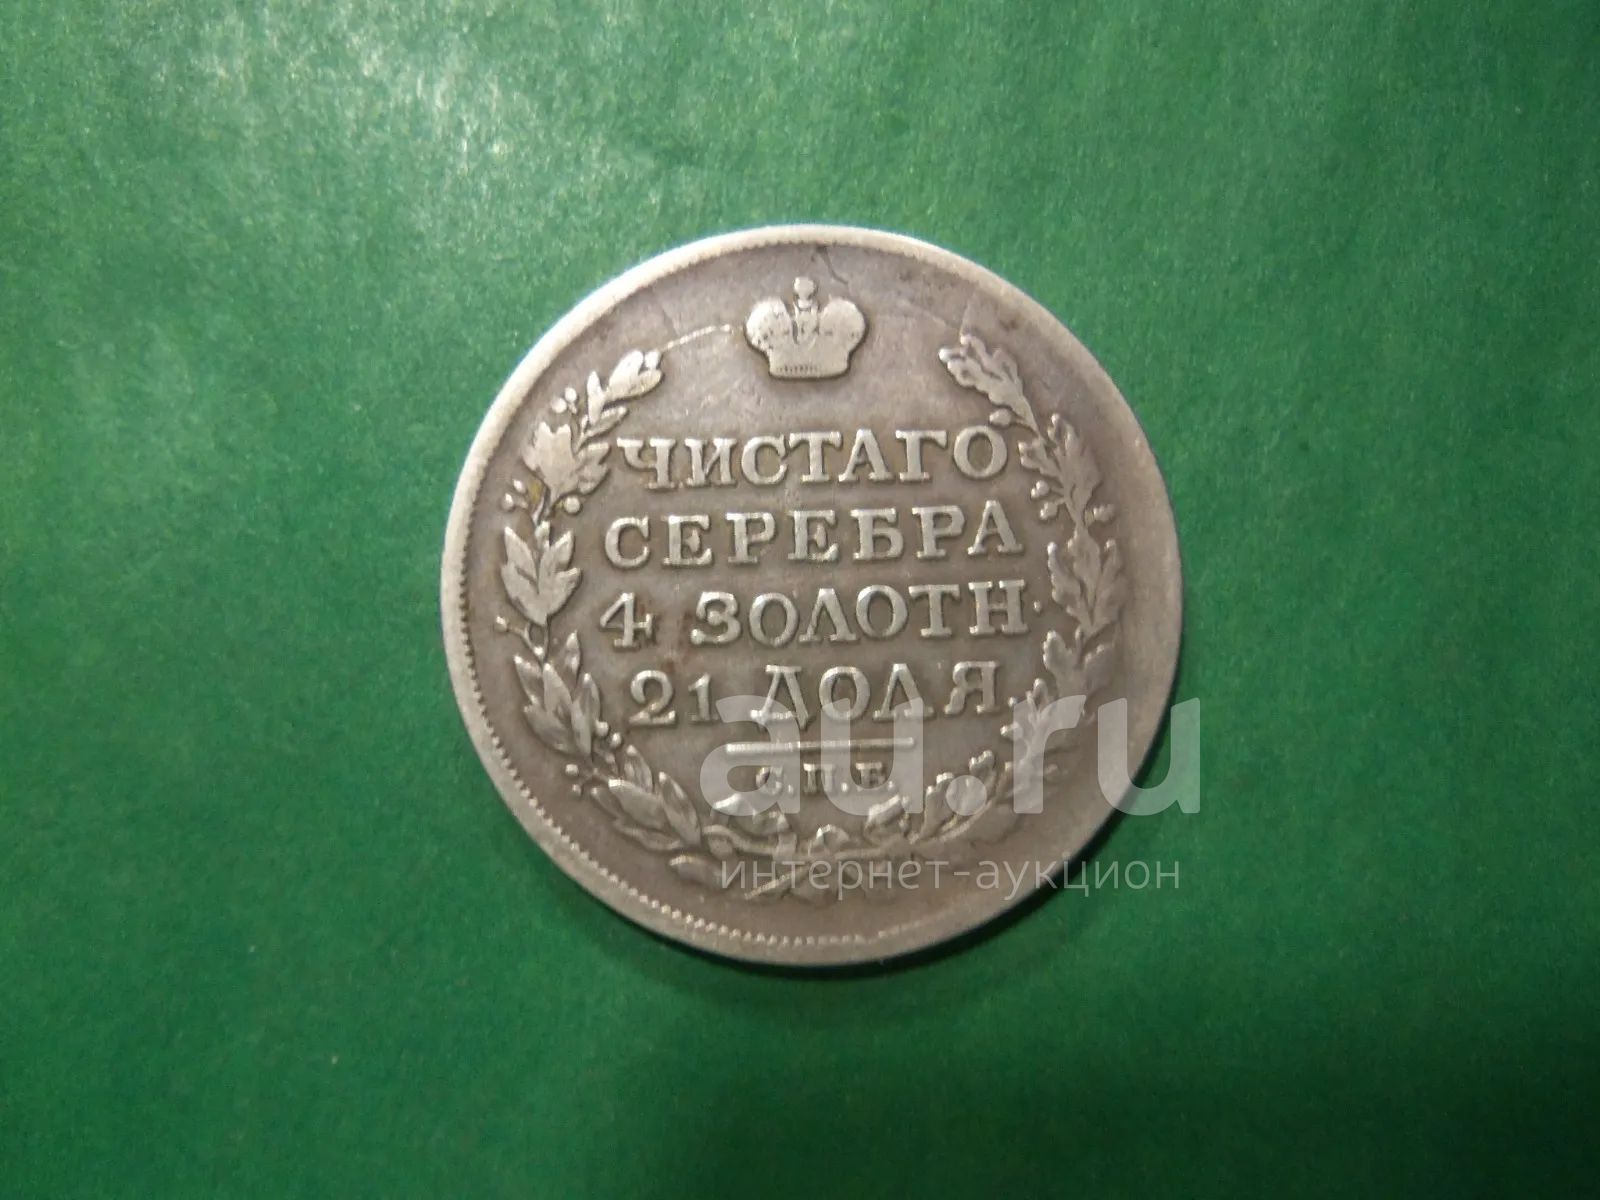 ЧИСТАГО
СЕРЕБРА
4 ЗОЛОТН.
21 ДОЛЯ
С.П.Б.
au.ru
интернет-аукцион